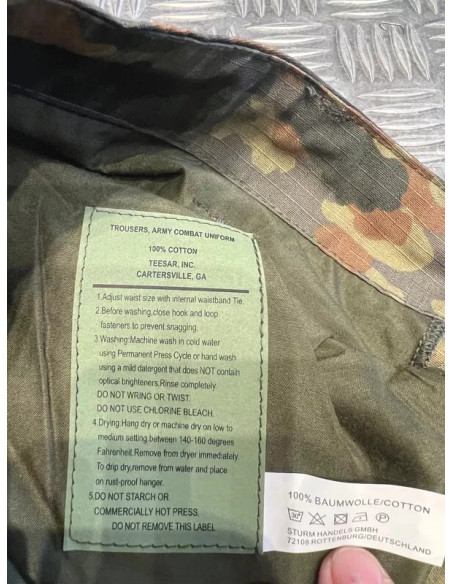 TROUSERS, ARMY COMBAT UNIFORM
100% COTTON
TEESAR, INC.
CARTERSVILLE, GA
1.Adjust waist size with internal waistband Tie.
2.Before washing,close hook and loop
fasteners to prevent snagging.
3.Washing:Machine wash in cold water
using Permanent Press Cycle or hand wash
using a mild datergent that does NOT contain
optical brighteners.Rinse completely.
DO NOT WRING OR TWIST.
DO NOT USE CHLORINE BLEACH.
4.Drying:Hang dry or machine dry on low to
medium setting,between 140-160 degrees
Fahrenheit.Remove from dryer immediately.
To drip dry,remove from water and place
on rust-proof hanger.
5.DO NOT STARCH OR
COMMERCIALLY HOT PRESS.
DO NOT REMOVE THIS LABEL
100% BAUMWOLLE/COTTON
30° P
STURM HANDELS GMBH
72108 ROTTENBURG/DEUTSCHLAND